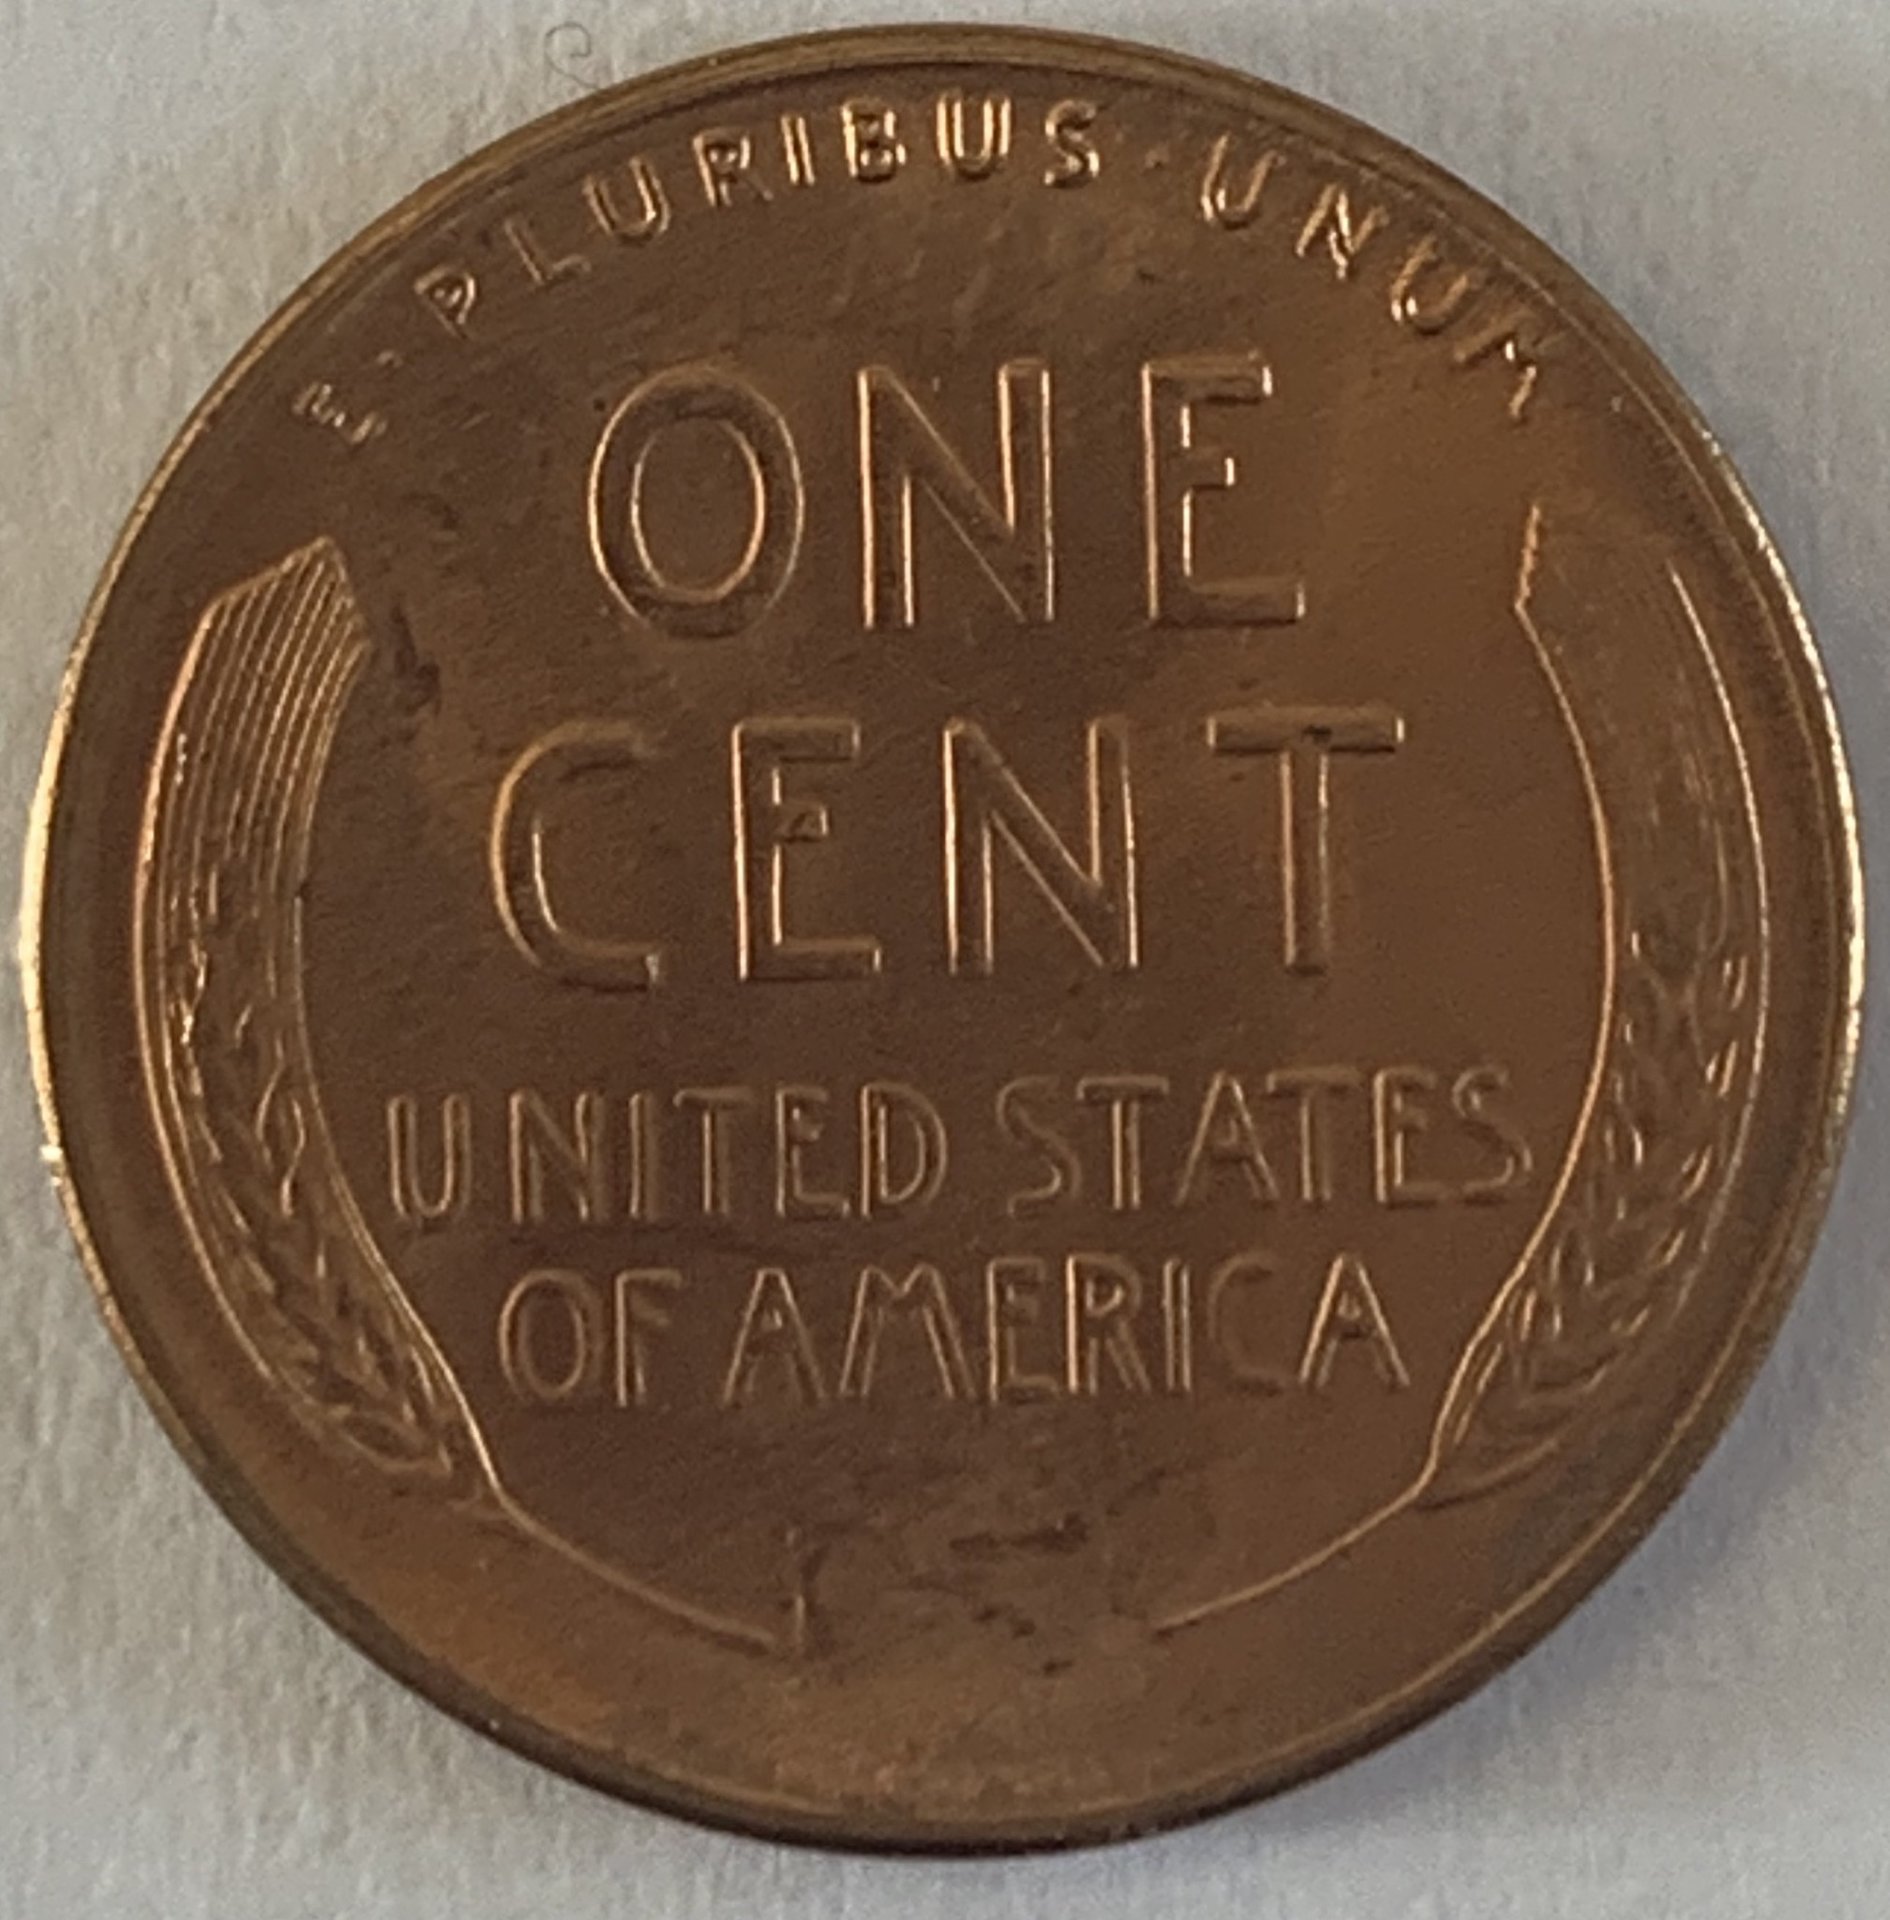 E·PLURIBUS·UNUM
ONE
CENT
UNITED STATES
OF AMERICA